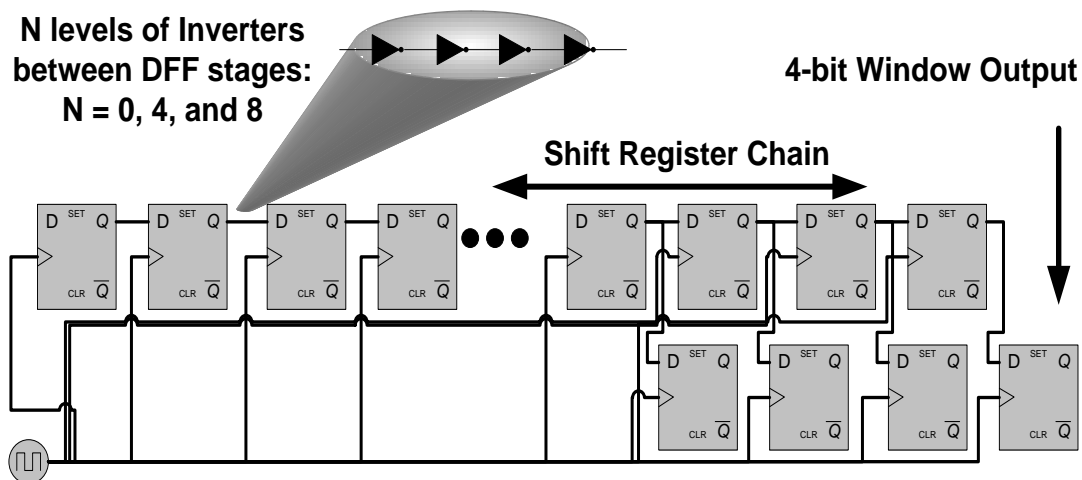 N levels of Inverters
between DFF stages:
N = 0, 4, and 8
4-bit Window Output
Shift Register Chain
D SET Q
CLR Q̅
D SET Q
CLR Q̅
D SET Q
CLR Q̅
D SET Q
CLR Q̅
D SET Q
CLR Q̅
D SET Q
CLR Q̅
D SET Q
CLR Q̅
D SET Q
CLR Q̅
D SET Q
CLR Q̅
D SET Q
CLR Q̅
D SET Q
CLR Q̅
D SET Q
CLR Q̅